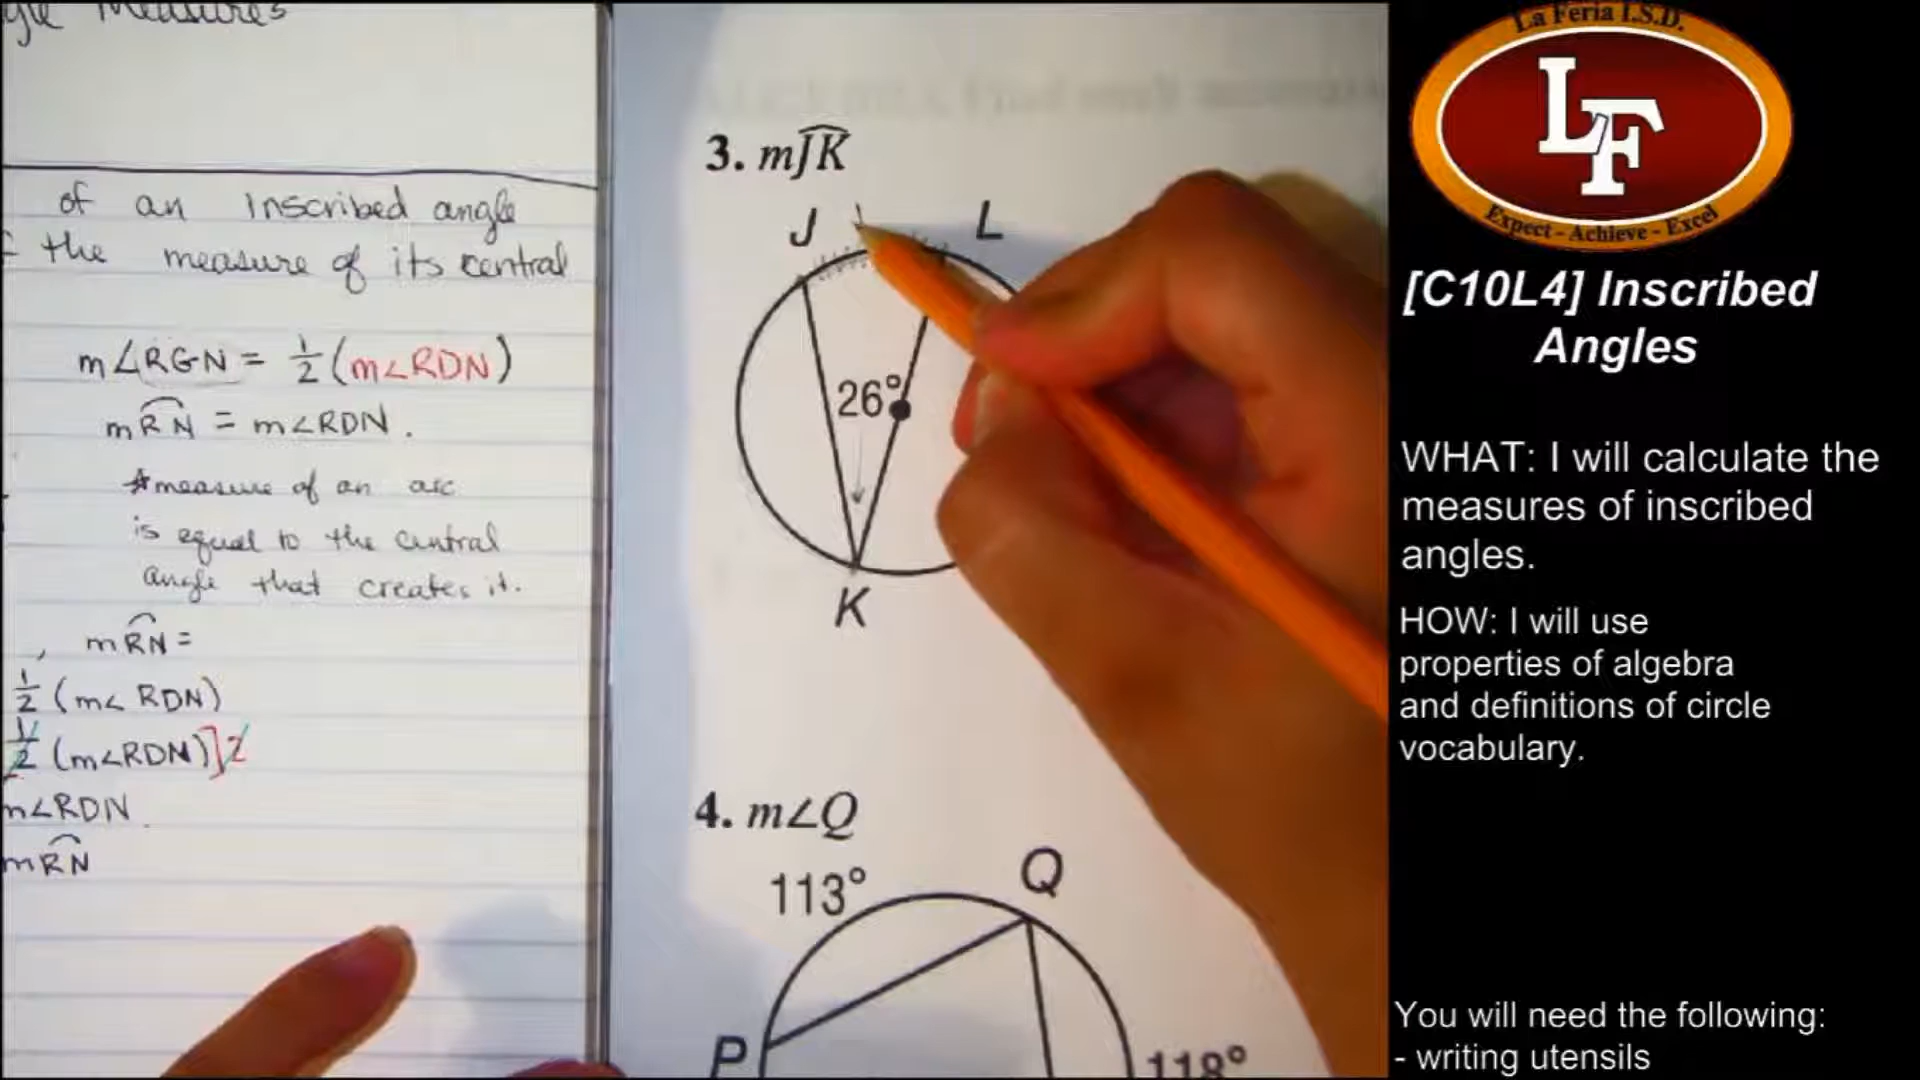 gle Measures
of an Inscribed angle
the measure of its central
m∠RGN = 1/2 (m∠RDN)
mRN = m∠RDN.
*measure of an arc
is equal to the central
angle that creates it.
, mRN =
1/2 (m∠RDN)
1/2 (m∠RDN)]2
m∠RDN
mRN
3. mJK
J L
26°
K
4. m∠Q
113° Q
P 118°
La Feria I.S.D.
LF
Expect - Achieve - Excel
[C10L4] Inscribed
Angles
WHAT: I will calculate the
measures of inscribed
angles.
HOW: I will use
properties of algebra
and definitions of circle
vocabulary.
You will need the following:
- writing utensils